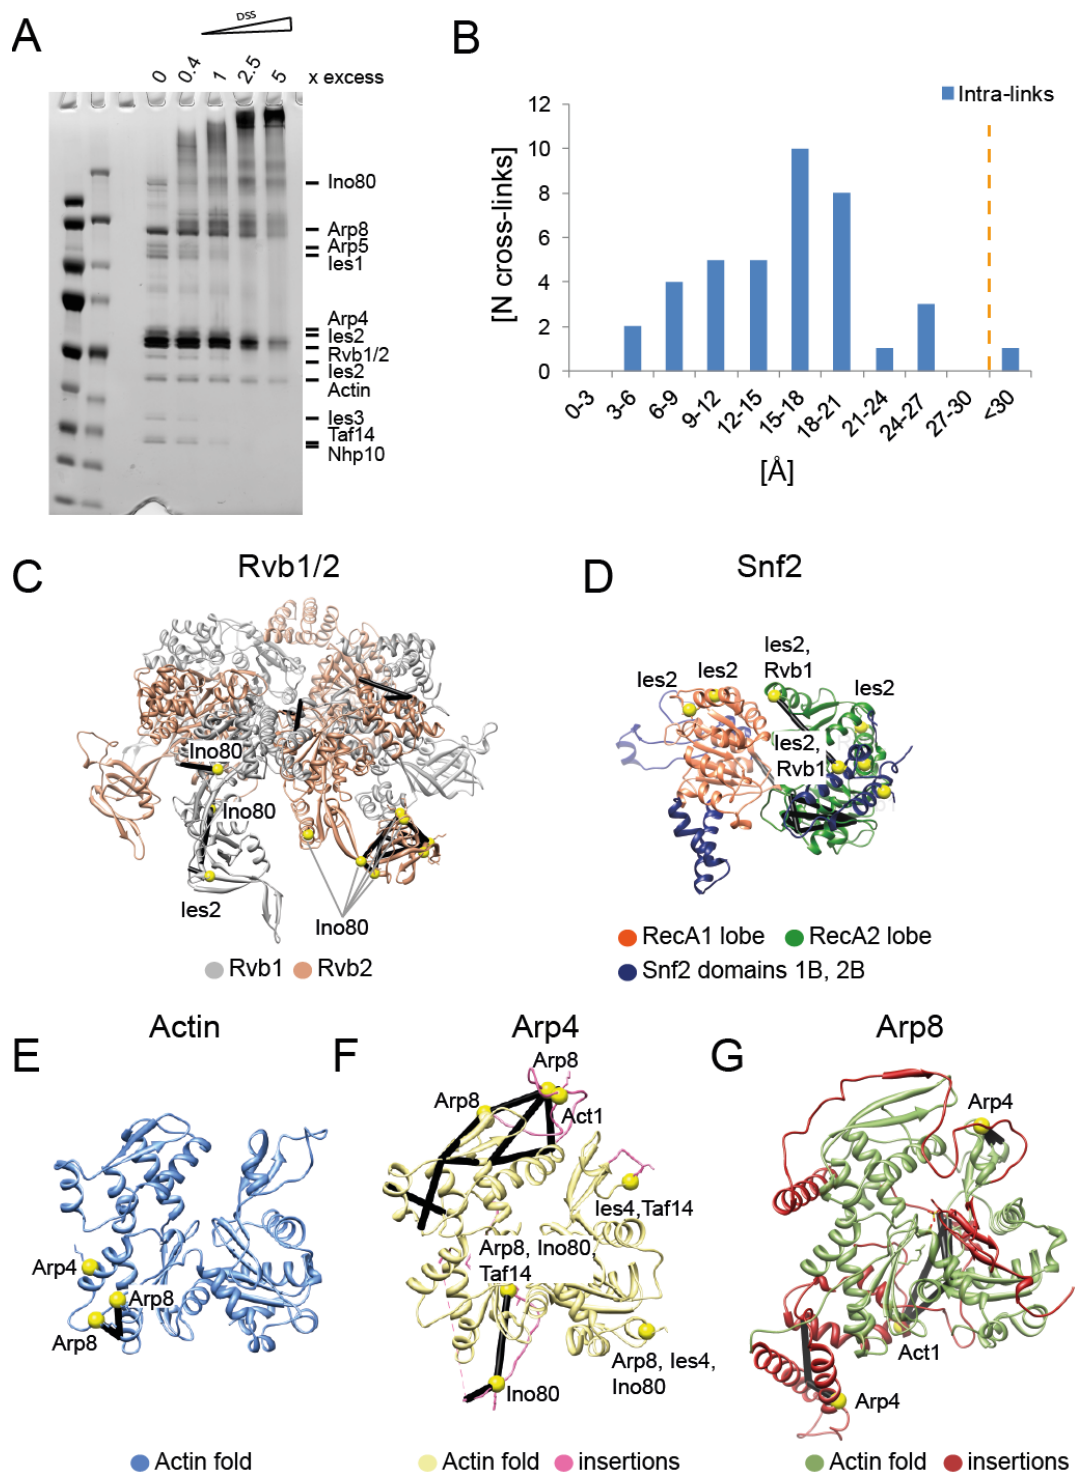 A
DSS
0 0.4 1 2.5 5 x excess
Ino80
Arp8
Arp5
Ies1
Arp4
Ies2
Rvb1/2
Ies2
Actin
Ies3
Taf14
Nhp10
B
Intra-links
[N cross-links]
12
10
8
6
4
2
0
0-3 3-6 6-9 9-12 12-15 15-18 18-21 21-24 24-27 27-30 <30
[Å]
C
Rvb1/2
Ino80
Ino80
Ies2
Ino80
Rvb1 Rvb2
D
Snf2
Ies2,
Rvb1
Ies2
Ies2
Ies2
Ies2,
Rvb1
RecA1 lobe RecA2 lobe
Snf2 domains 1B, 2B
E
Actin
Arp4
Arp8
Arp8
Actin fold
F
Arp4
Arp8
Arp8
Act1
Ies4,Taf14
Arp8, Ino80,
Taf14
Arp8, Ies4,
Ino80
Ino80
Actin fold insertions
G
Arp8
Arp4
Act1
Arp4
Actin fold insertions